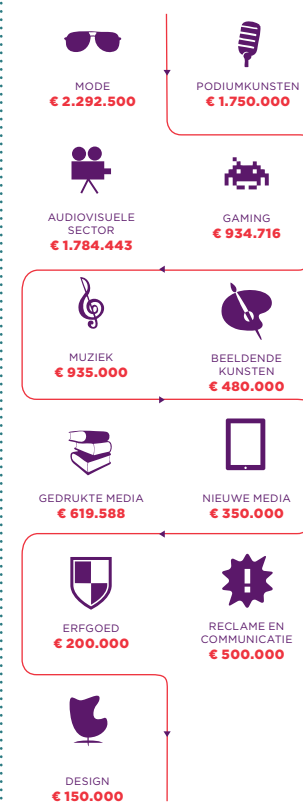 MODE
€ 2.292.500
PODIUMKUNSTEN
€ 1.750.000
AUDIOVISUELE
SECTOR
€ 1.784.443
GAMING
€ 934.716
MUZIEK
€ 935.000
BEELDENDE
KUNSTEN
€ 480.000
GEDRUKTE MEDIA
€ 619.588
NIEUWE MEDIA
€ 350.000
ERFGOED
€ 200.000
RECLAME EN
COMMUNICATIE
€ 500.000
DESIGN
€ 150.000